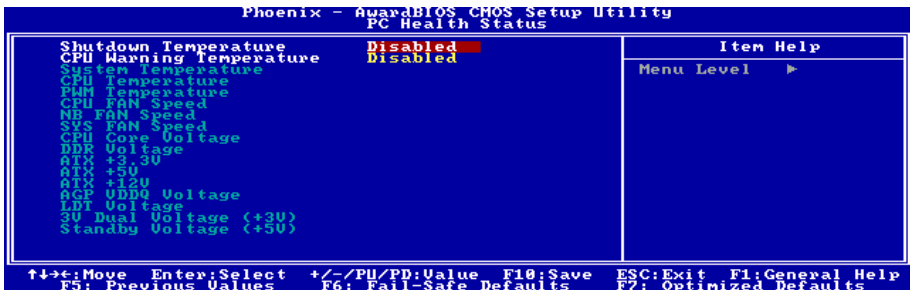 Phoenix - AwardBIOS CMOS Setup Utility
PC Health Status
Shutdown Temperature Disabled
CPU Warning Temperature Disabled
System Temperature
CPU Temperature
PWM Temperature
CPU FAN Speed
NB FAN Speed
SYS FAN Speed
CPU Core Voltage
DDR Voltage
ATX +3.3V
ATX +5V
ATX +12V
AGP VDDQ Voltage
LDT Voltage
3V Dual Voltage (+3V)
Standby Voltage (+5V)
Item Help
Menu Level ►
↑↓→←:Move Enter:Select +/-/PU/PD:Value F10:Save ESC:Exit F1:General Help
F5: Previous Values F6: Fail-Safe Defaults F7: Optimized Defaults